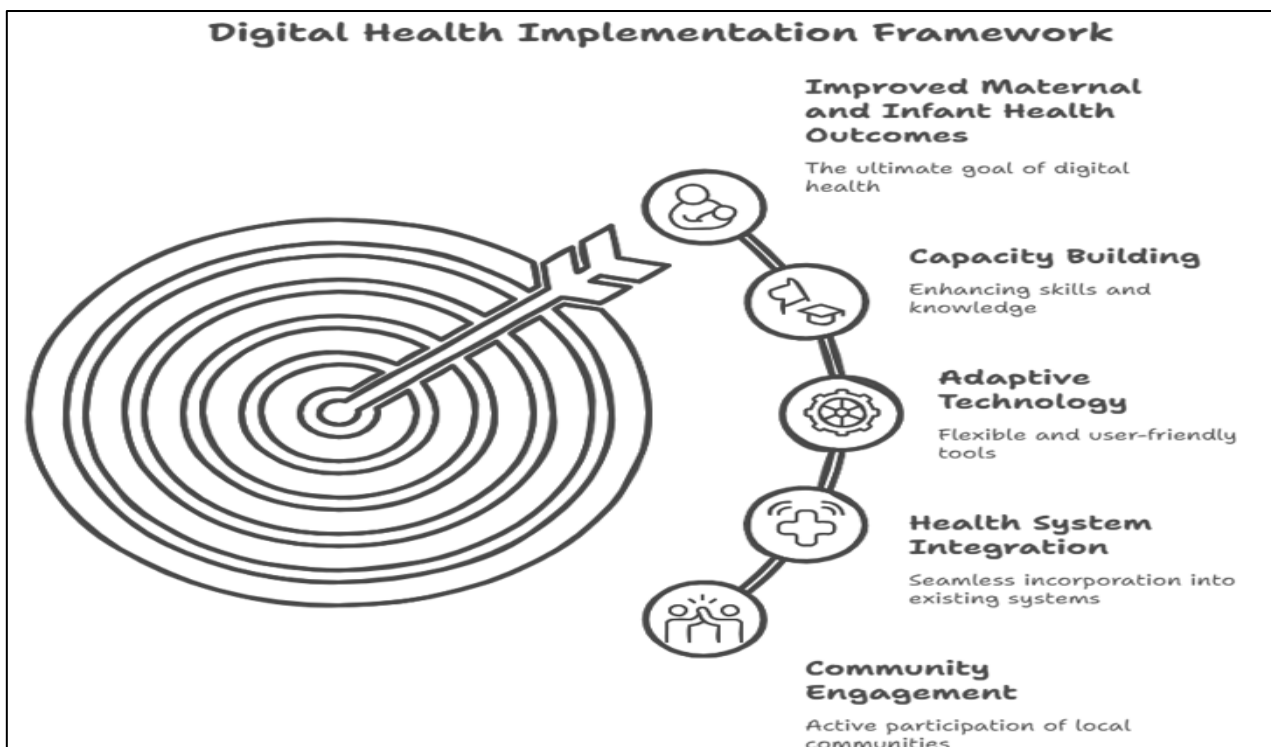 Digital Health Implementation Framework
Improved Maternal
and Infant Health
Outcomes
The ultimate goal of digital
health
Capacity Building
Enhancing skills and
knowledge
Adaptive
Technology
Flexible and user-friendly
tools
Health System
Integration
Seamless incorporation into
existing systems
Community
Engagement
Active participation of local
communities